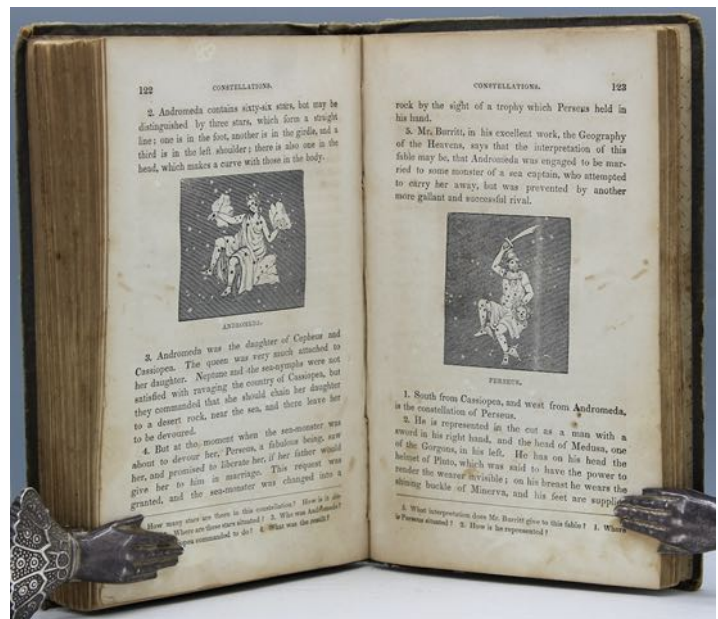 122
CONSTELLATIONS.
2. Andromeda contains sixty-six stars, but may be
distinguished by three stars, which form a straight
line; one is in the foot, another is in the girdle, and a
third is in the left shoulder; there is also one in the
head, which makes a curve with those in the body.
ANDROMEDA.
3. Andromeda was the daughter of Cepheus and
Cassiopea. The queen was very much attached to
her daughter. Neptune and the sea-nymphs were not
satisfied with ravaging the country of Cassiopea, but
they commanded that she should chain her daughter
to a desert rock, near the sea, and there leave her
to be devoured.
4. But at the moment when the sea-monster was
about to devour her, Perseus, a fabulous being, saw
her, and promised to liberate her, if her father would
give her to him in marriage. This request was
granted, and the sea-monster was changed into a
How many stars are there in this constellation? How is it
Where are those stars situated? 3. Who was Andromeda?
commanded to do? 4. What was the result?
CONSTELLATIONS.
123
rock by the sight of a trophy which Perseus held in
his hand.
5. Mr. Burritt, in his excellent work, the Geography
of the Heavens, says that the interpretation of this
fable may be, that Andromeda was engaged to be mar-
ried to some monster of a sea captain, who attempted
to carry her away, but was prevented by another
more gallant and successful rival.
PERSEUS.
1. South from Cassiopea, and west from Andromeda,
is the constellation of Perseus.
2. He is represented in the cut as a man with a
sword in his right hand, and the head of Medusa, one
of the Gorgons, in his left. He has on his head the
helmet of Pluto, which was said to have the power to
render the wearer invisible; on his breast he wears the
shining buckle of Minerva, and his feet are supplied
5. What interpretation does Mr. Burritt give to this fable? 1. Where
is Perseus situated? 2. How is he represented?